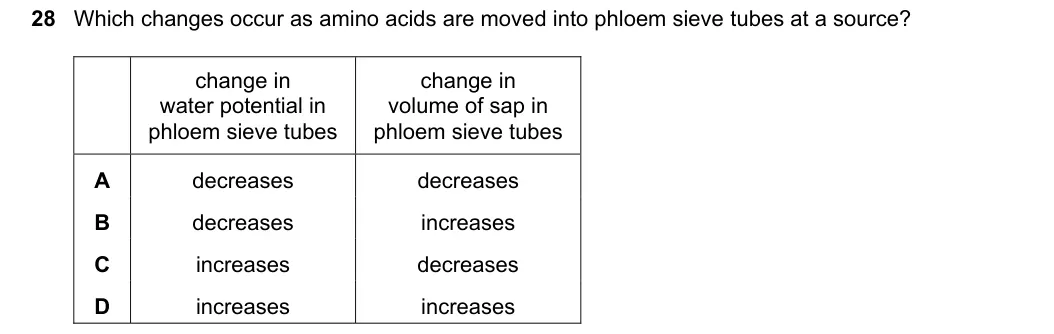 28 Which changes occur as amino acids are moved into phloem sieve tubes at a source?
change in
water potential in
phloem sieve tubes
change in
volume of sap in
phloem sieve tubes
A decreases decreases
B decreases increases
C increases decreases
D increases increases